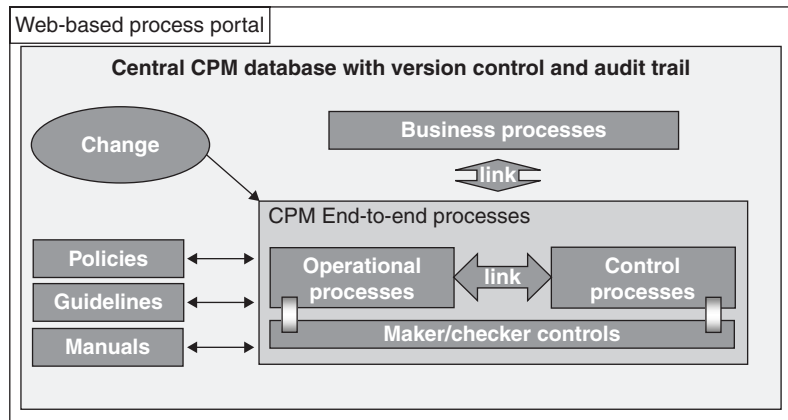 Web-based process portal
Central CPM database with version control and audit trail
Change
Business processes
link
CPM End-to-end processes
Policies
Operational
processes
link
Control
processes
Guidelines
Manuals
Maker/checker controls